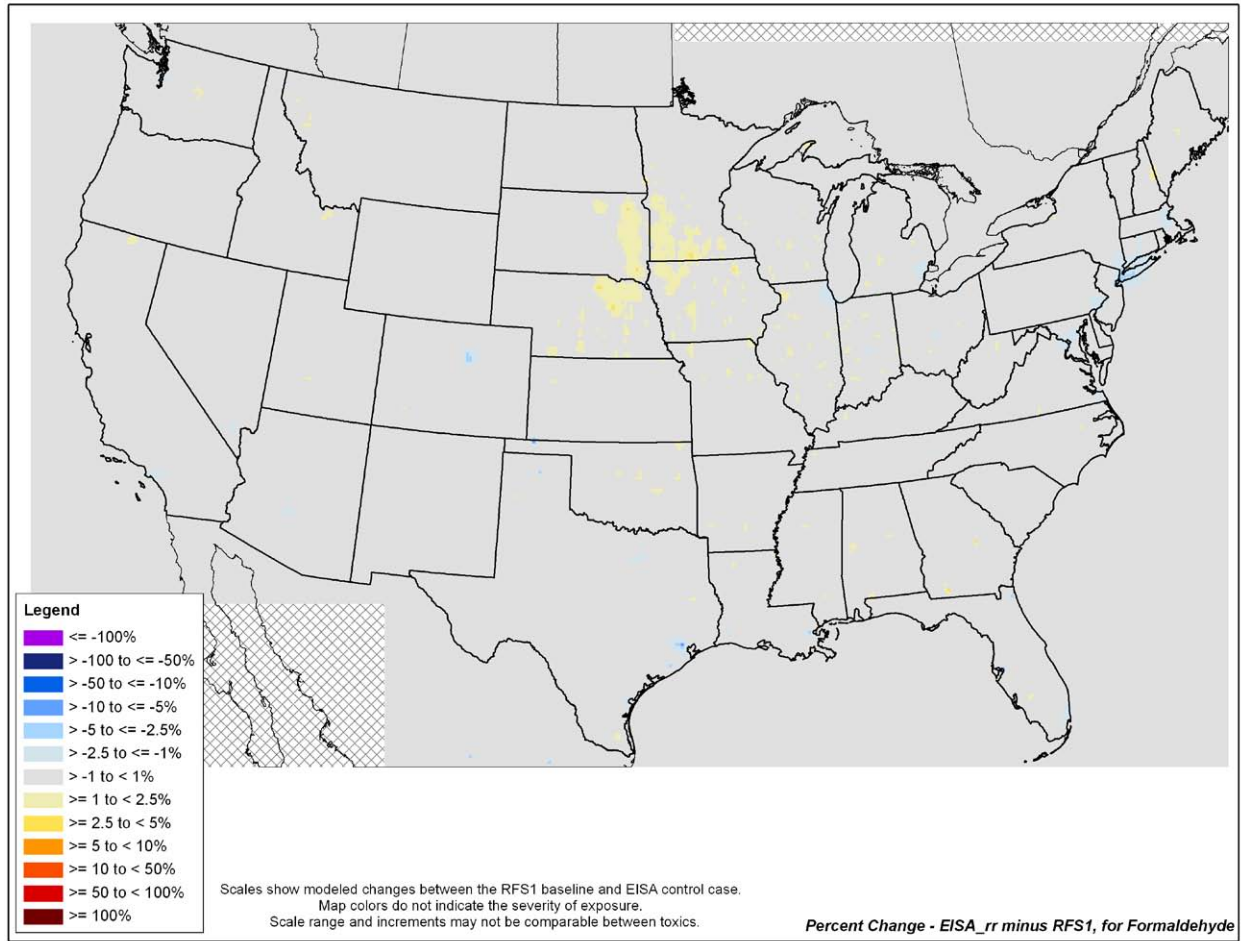 Legend
<= -100%
> -100 to <= -50%
> -50 to <= -10%
> -10 to <= -5%
> -5 to <= -2.5%
> -2.5 to <= -1%
> -1 to < 1%
>= 1 to < 2.5%
>= 2.5 to < 5%
>= 5 to < 10%
>= 10 to < 50%
>= 50 to < 100%
>= 100%
Scales show modeled changes between the RFS1 baseline and EISA control case.
Map colors do not indicate the severity of exposure.
Scale range and increments may not be comparable between toxics.
Percent Change - EISA_rr minus RFS1, for Formaldehyde